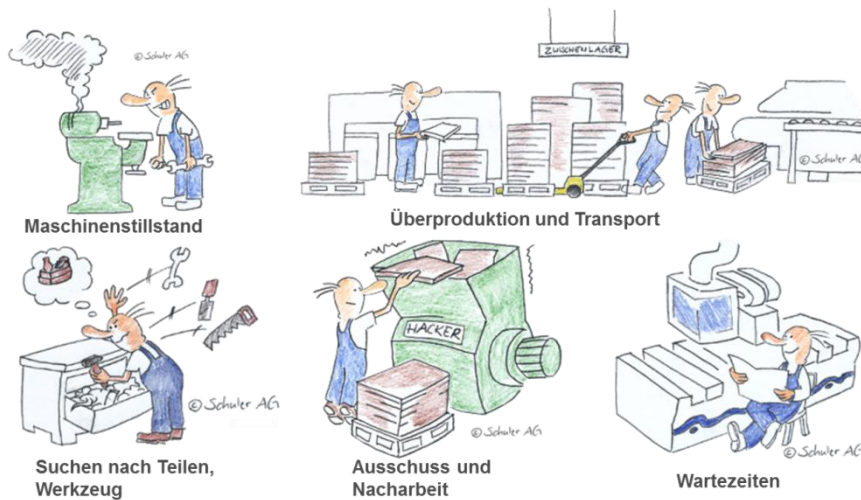 © Schuler AG
ZWISCHENLAGER
© Schuler AG
Maschinenstillstand
Überproduktion und Transport
HACKER
© Schuler AG
© Schuler AG
© Schuler AG
Suchen nach Teilen,
Werkzeug
Ausschuss und
Nacharbeit
Wartezeiten